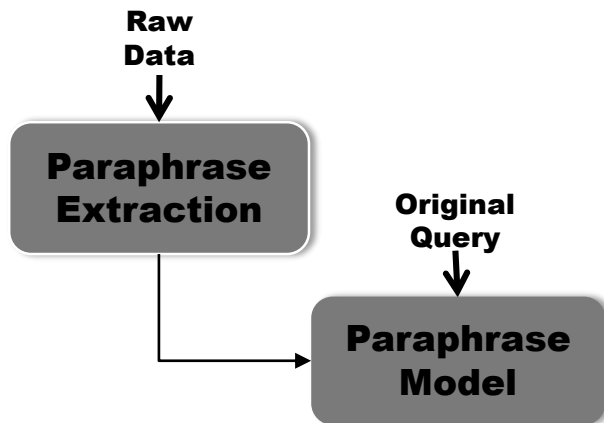 Raw
Data
Paraphrase
Extraction
Original
Query
Paraphrase
Model